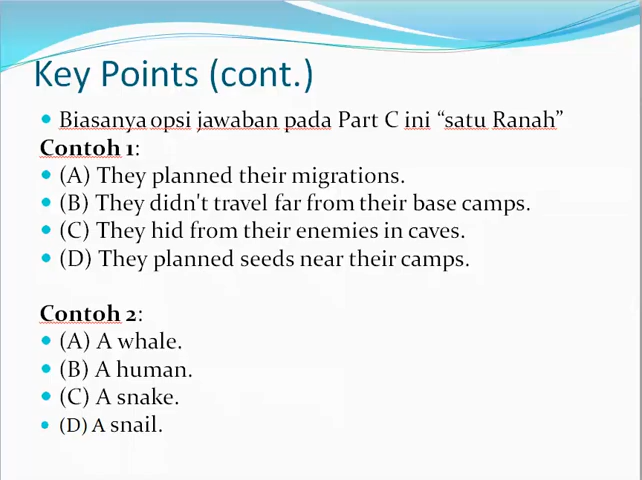 Key Points (cont.)
Biasanya opsi jawaban pada Part C ini “satu Ranah”
Contoh 1:
(A) They planned their migrations.
(B) They didn't travel far from their base camps.
(C) They hid from their enemies in caves.
(D) They planned seeds near their camps.
Contoh 2:
(A) A whale.
(B) A human.
(C) A snake.
(D) A snail.